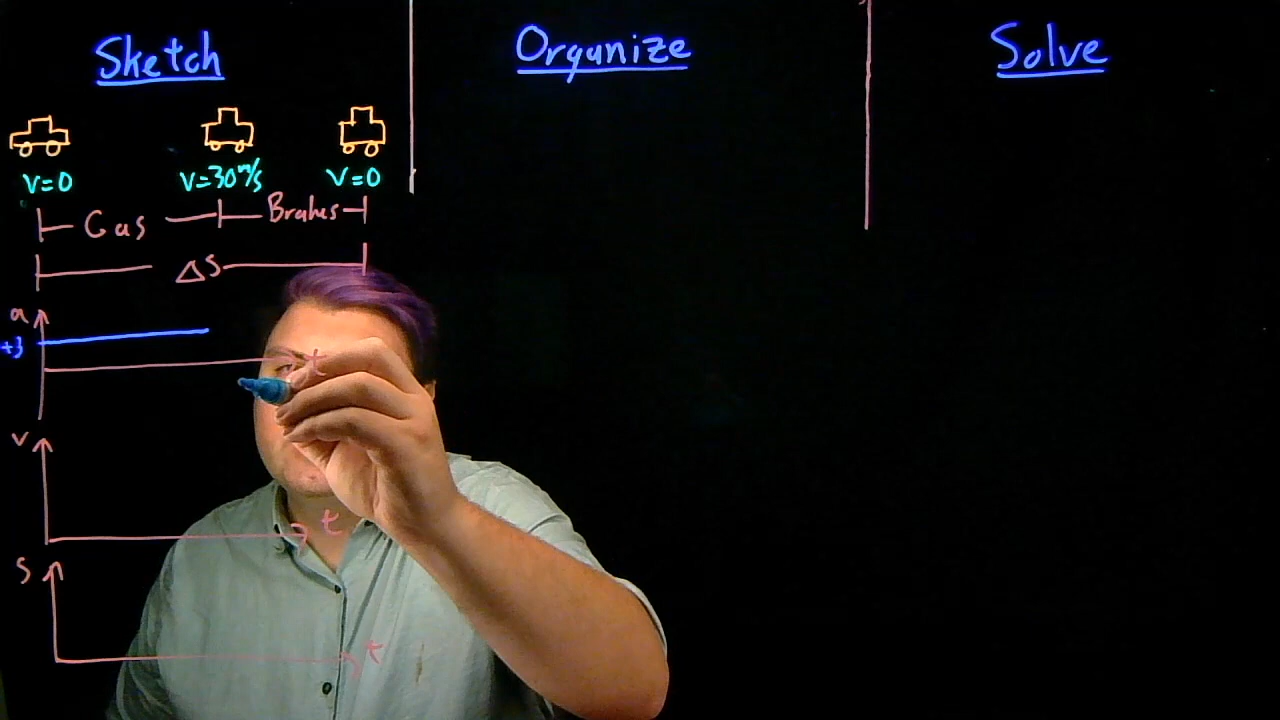 Sketch
Organize
Solve
V=0
V=30m/s
V=0
Gas
Brakes
Δs
a
+3
t
v
t
s
t